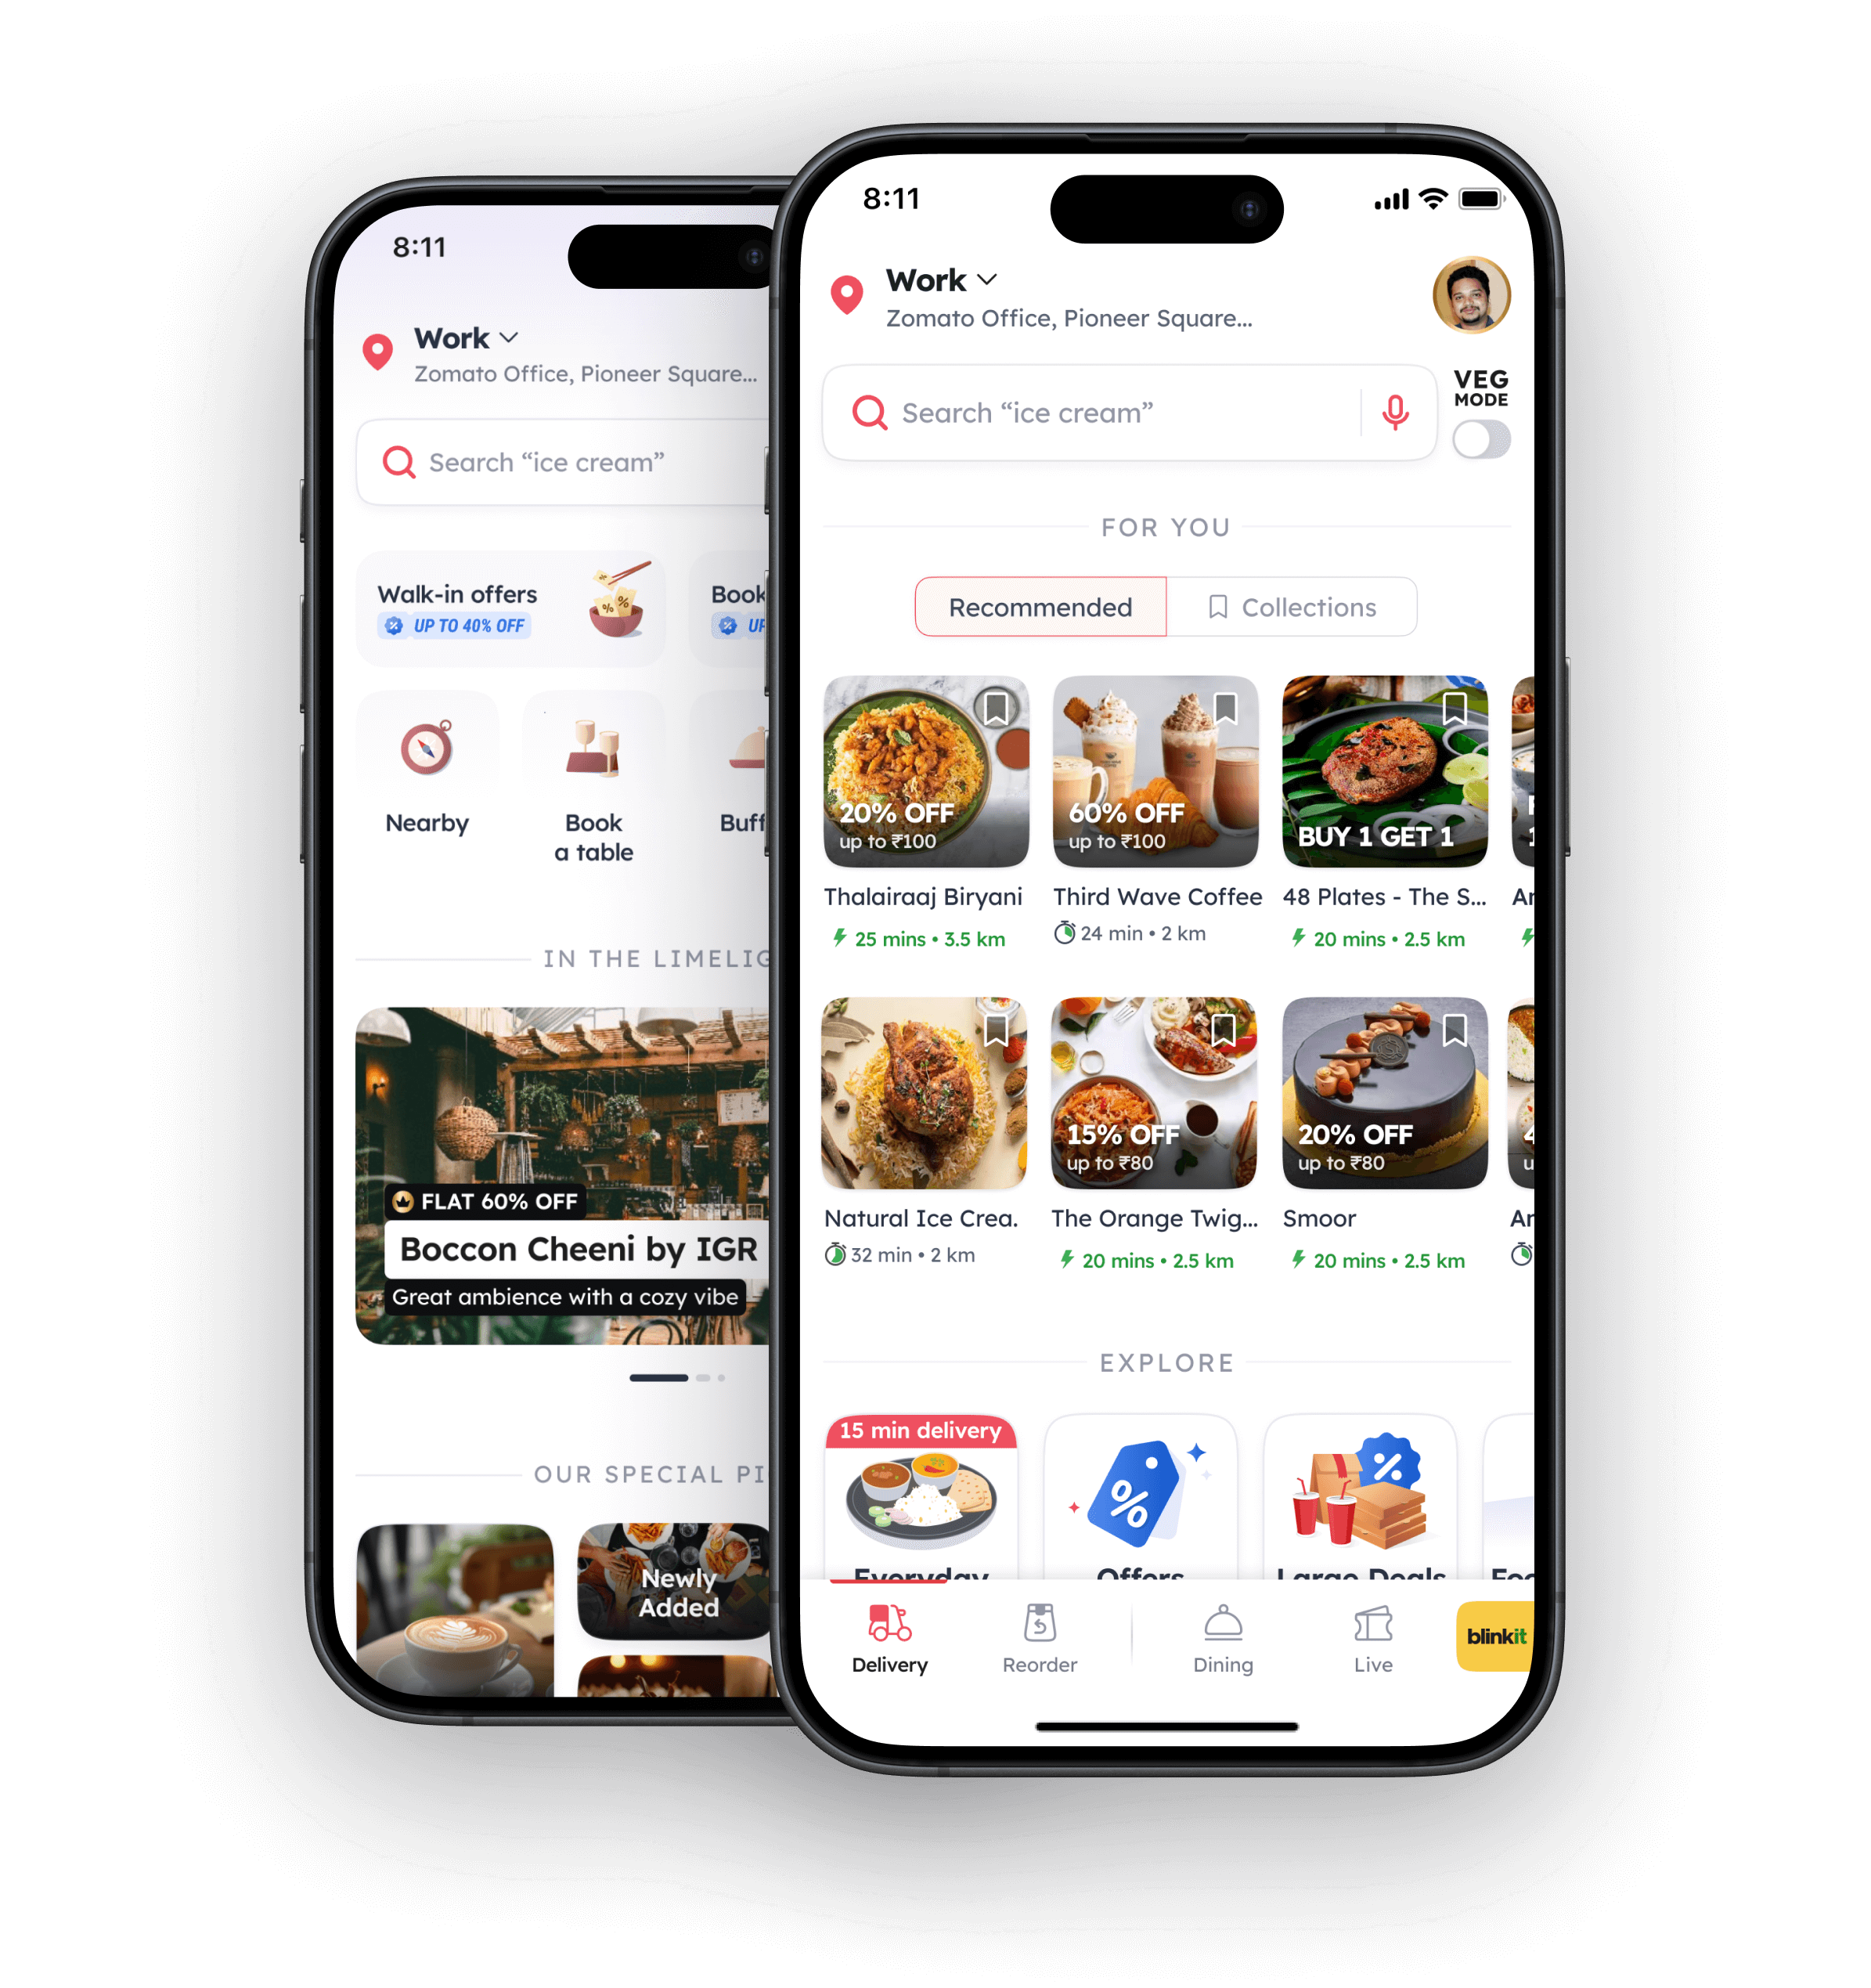 8:11
Work
Zomato Office, Pioneer Square...
Search “ice cream”
Walk-in offers
UP TO 40% OFF
Book
Nearby
Book
a table
IN THE
FLAT 60% OFF
Boccon Cheeni by IGR
Great ambience with a cozy vibe
OUR SPECIAL
Newly
Added
8:11
Work
Zomato Office, Pioneer Square...
Search “ice cream”
VEG
MODE
FOR YOU
Recommended
Collections
20% OFF
up to ₹100
60% OFF
up to ₹100
BUY 1 GET 1
Thalairaaj Biryani
Third Wave Coffee
48 Plates - The S...
25 mins • 3.5 km
24 min • 2 km
20 mins • 2.5 km
15% OFF
up to ₹80
20% OFF
up to ₹80
Natural Ice Crea.
The Orange Twig...
Smoor
32 min • 2 km
20 mins • 2.5 km
20 mins • 2.5 km
EXPLORE
15 min delivery
Everyday
Offers
Large Deals
Delivery
Reorder
Dining
Live
blinkit